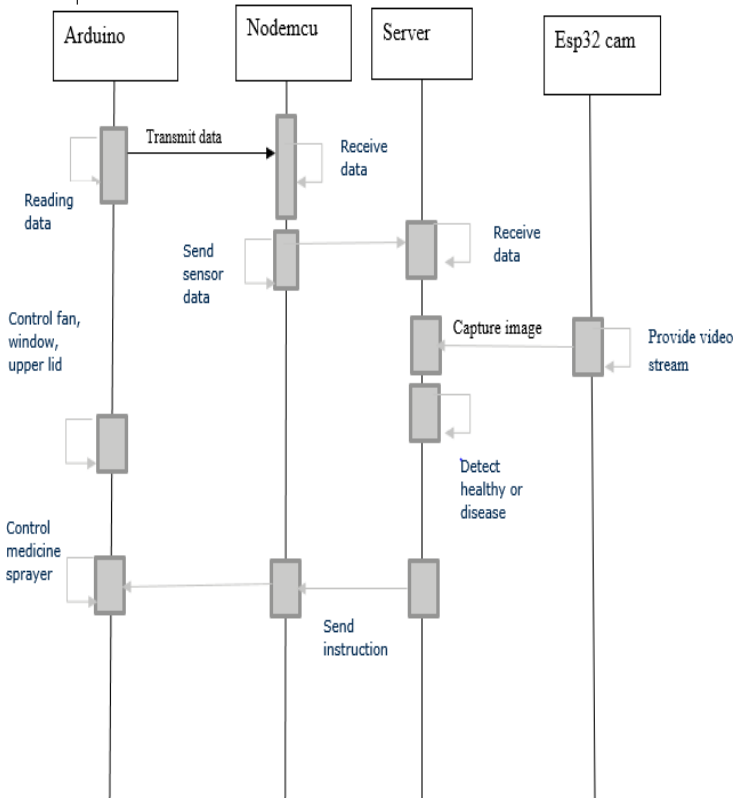 Arduino
Nodemcu
Server
Esp32 cam
Transmit data
Receive
data
Reading
data
Send
sensor
data
Receive
data
Control fan,
window,
upper lid
Capture image
Provide video
stream
Detect
healthy or
disease
Control
medicine
sprayer
Send
instruction